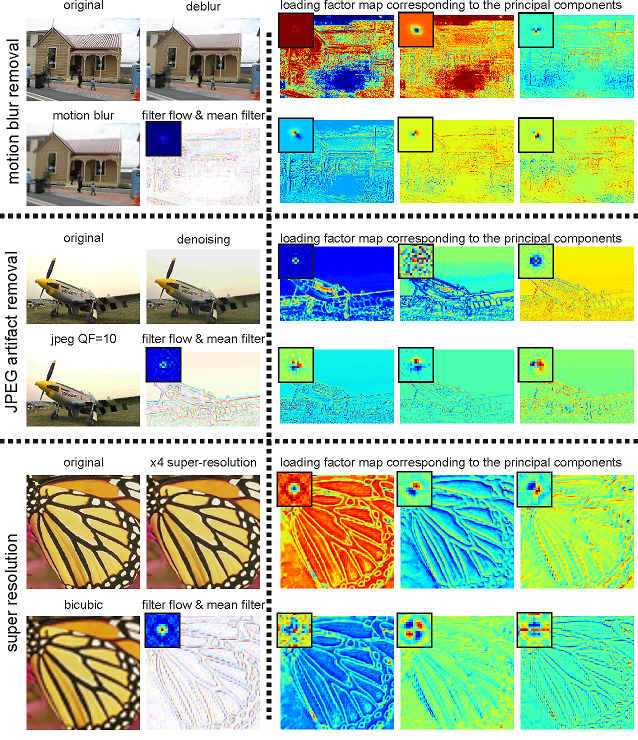 motion blur removal
original
deblur
loading factor map corresponding to the principal components
motion blur
filter flow & mean filter
JPEG artifact removal
original
denoising
loading factor map corresponding to the principal components
jpeg QF=10
filter flow & mean filter
super resolution
original
x4 super-resolution
loading factor map corresponding to the principal components
bicubic
filter flow & mean filter